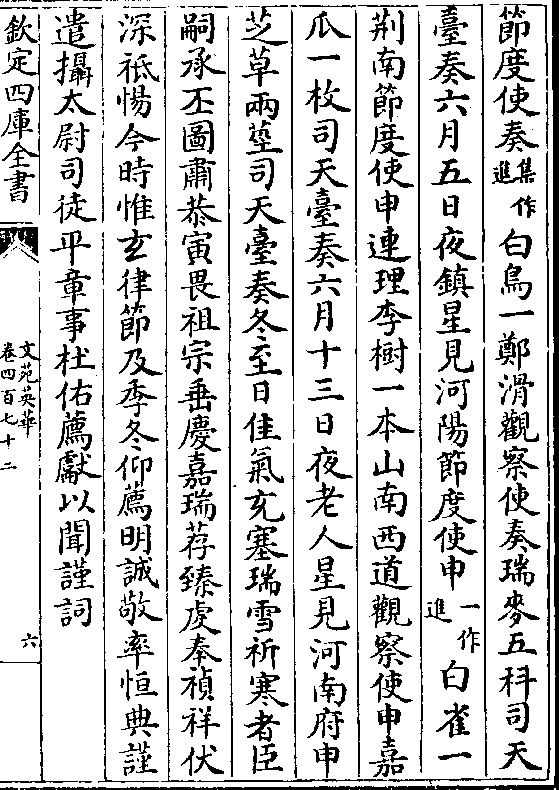 節度使奏集作進白烏一鄭滑觀察使奏瑞麥五科司天
臺奏六月五日夜鎮星見河陽節度使申一作進白雀一
荆南節度使申連理李樹一本山南西道觀察使申嘉
瓜一枚司天臺奏六月十三日夜老人星見河南府申
芝草兩莖司天臺奏冬至日佳氣充塞瑞雪祈寒者臣
嗣承丕圖肅恭寅畏祖宗垂慶嘉瑞荐臻虔奉禎祥伏
深祗惕今時惟玄律節及季冬仰薦明誠敬率恒典謹
遣攝太尉司徒平章事杜佑薦獻以聞謹詞
欽定四庫全書
文苑英華
卷四百七十二
六